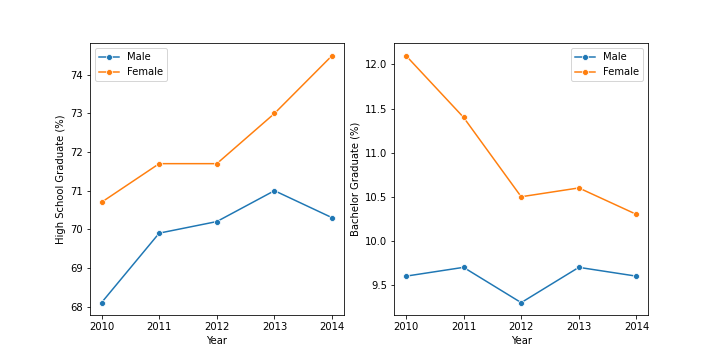 Male
Female
74
73
72
71
70
69
68
High School Graduate (%)
2010 2011 2012 2013 2014
Year
Male
Female
12.0
11.5
11.0
10.5
10.0
9.5
Bachelor Graduate (%)
2010 2011 2012 2013 2014
Year